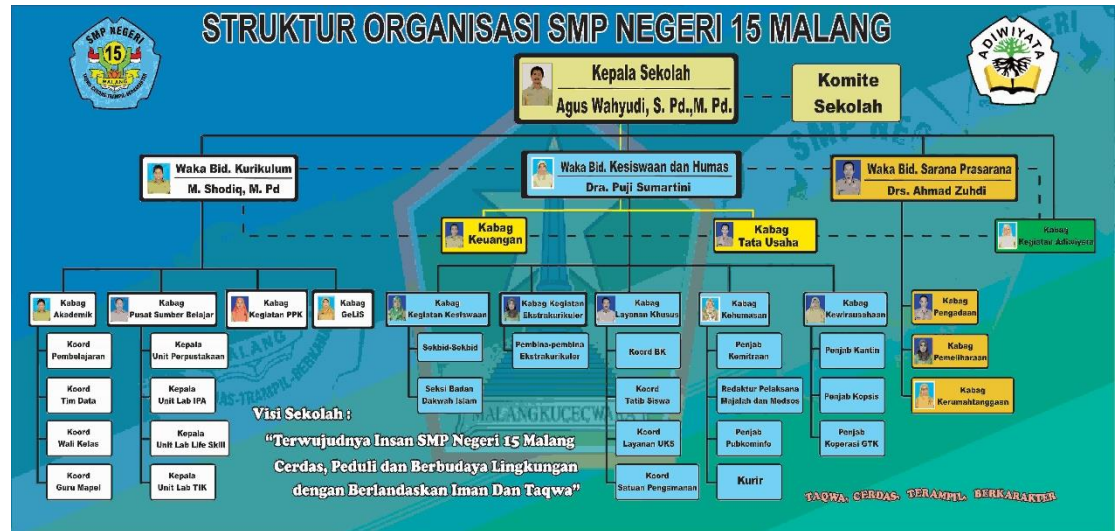 STRUKTUR ORGANISASI SMP NEGERI 15 MALANG
SMP NEGERI
15
MALANG
ADIWIYATA
Kepala Sekolah
Agus Wahyudi, S. Pd.,M. Pd.
Komite
Sekolah
Waka Bid. Kurikulum
M. Shodiq, M. Pd
Waka Bid. Kesiswaan dan Humas
Dra. Puji Sumartini
Waka Bid. Sarana Prasarana
Drs. Ahmad Zuhdi
Kabag
Keuangan
Kabag
Tata Usaha
Kabag
Kegiatan Adiwiyata
Kabag
Akademik
Kabag
Pusat Sumber Belajar
Kabag
Kegiatan PPK
Kabag
GeLiS
Kabag
Kegiatan Kesiswaan
Kabag Kegiatan
Ekstrakurikuler
Kabag
Layanan Khusus
Kabag
Kehumasan
Kabag
Kewirausahaan
Kabag
Pengadaan
Kabag
Pemeliharaan
Kabag
Kerumahtanggaan
Koord
Pembelajaran
Koord
Tim Data
Koord
Wali Kelas
Koord
Guru Mapel
Kepala
Unit Perpustakaan
Kepala
Unit Lab IPA
Kepala
Unit Lab Life Skill
Kepala
Unit Lab TIK
Sekbid-Sekbid
Seksi Badan
Dakwah Islam
Pembina-pembina
Ekstrakurikuler
Koord BK
Koord
Tatib Siswa
Koord
Layanan UKS
Koord
Satuan Pengamanan
Penjab
Kemitraan
Redaktur Pelaksana
Majalah dan Medsos
Penjab
Pubkominfo
Kurir
Penjab Kantin
Penjab Kopsis
Penjab
Koperasi GTK
Visi Sekolah :
"Terwujudnya Insan SMP Negeri 15 Malang
Cerdas, Peduli dan Berbudaya Lingkungan
dengan Berlandaskan Iman Dan Taqwa"
TAQWA, CERDAS, TERAMPIL, BERKARAKTER